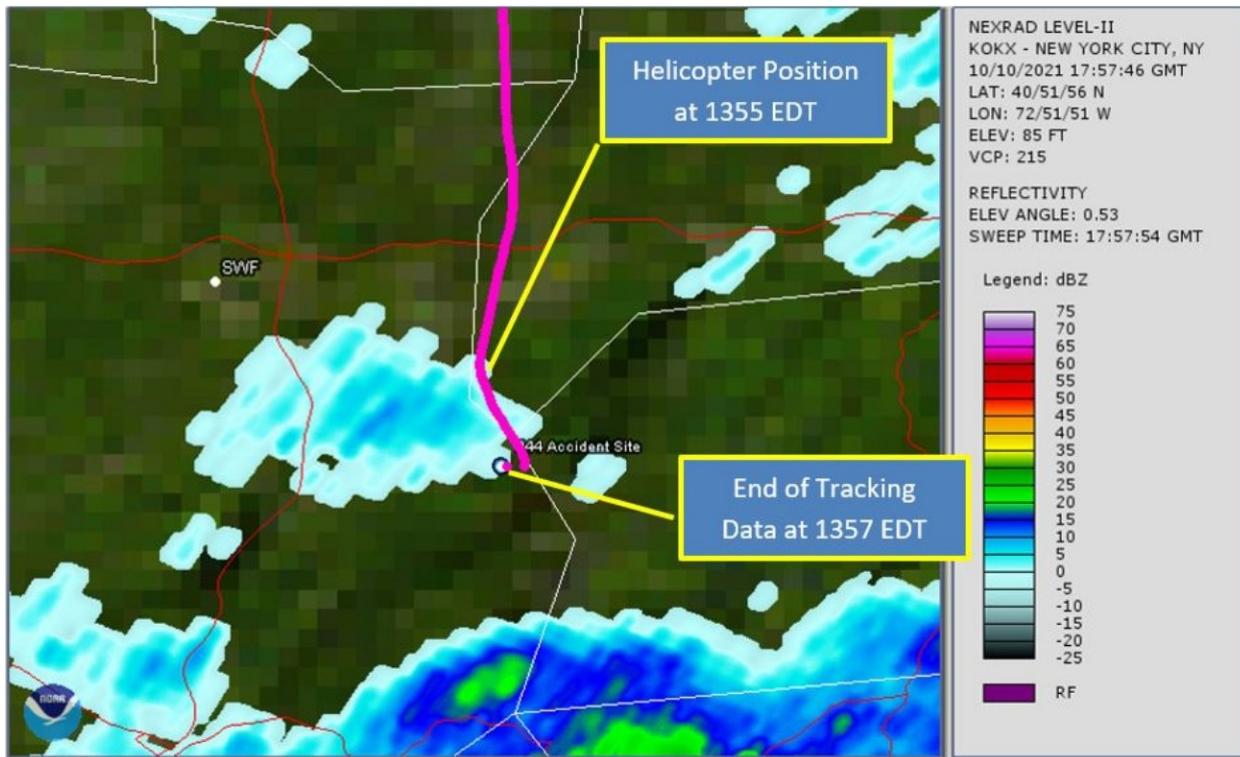 Helicopter Position
at 1355 EDT
SWF
44 Accident Site
End of Tracking
Data at 1357 EDT
NOAA
NEXRAD LEVEL-II
KOKX - NEW YORK CITY, NY
10/10/2021 17:57:46 GMT
LAT: 40/51/56 N
LON: 72/51/51 W
ELEV: 85 FT
VCP: 215
REFLECTIVITY
ELEV ANGLE: 0.53
SWEEP TIME: 17:57:54 GMT
Legend: dBZ
75
70
65
60
55
50
45
40
35
30
25
20
15
10
5
0
-5
-10
-15
-20
-25
RF